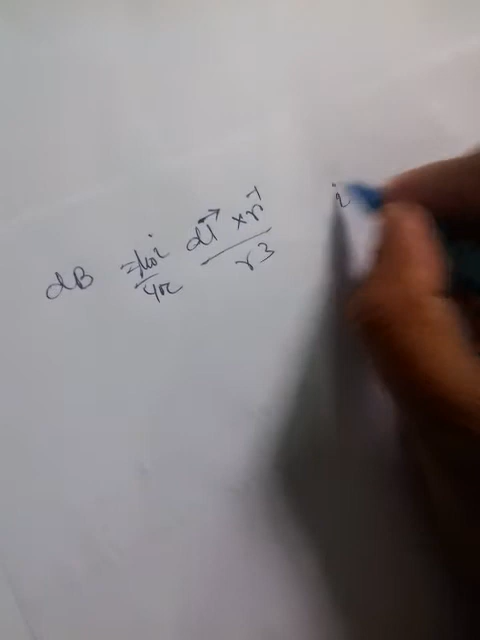 dB = μ₀i/4π dl⃗ × r⃗/r3 i